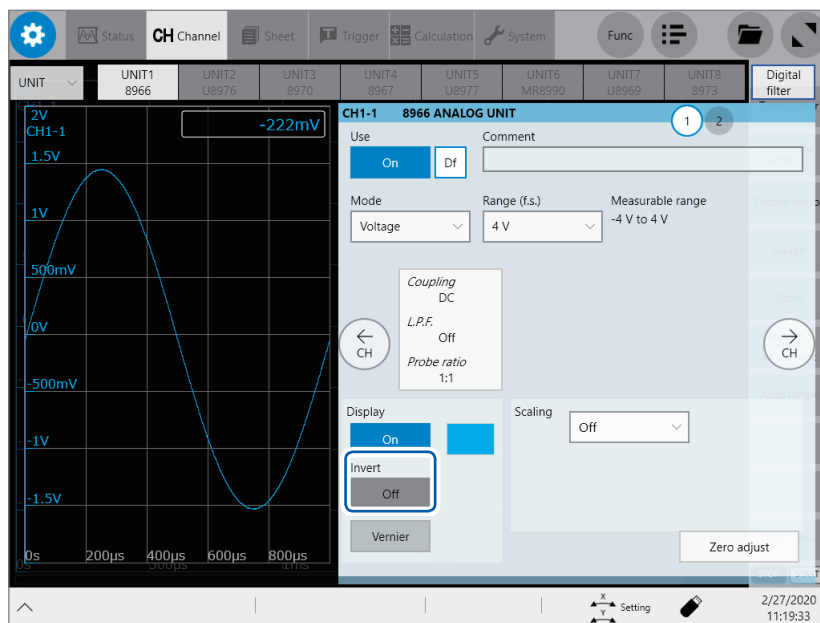 Status
CH Channel
Sheet
Trigger
Calculation
System
Func
UNIT
UNIT1
8966
UNIT2
U8976
UNIT3
8970
UNIT4
8967
UNIT5
U8977
UNIT6
MR8990
UNIT7
U8969
UNIT8
8973
Digital
filter
2V
CH1-1
-222mV
1.5V
1V
500mV
0V
-500mV
-1V
-1.5V
0s 200µs 400µs 600µs 800µs
CH1-1 8966 ANALOG UNIT
1 2
Use
Comment
On
Df
Mode
Range (f.s.)
Measurable range
Voltage
4 V
-4 V to 4 V
Coupling
DC
L.P.F.
Off
Probe ratio
1:1
CH
CH
Display
On
Invert
Off
Vernier
Scaling
Off
Zero adjust
X
Y
Setting
2/27/2020
11:19:33